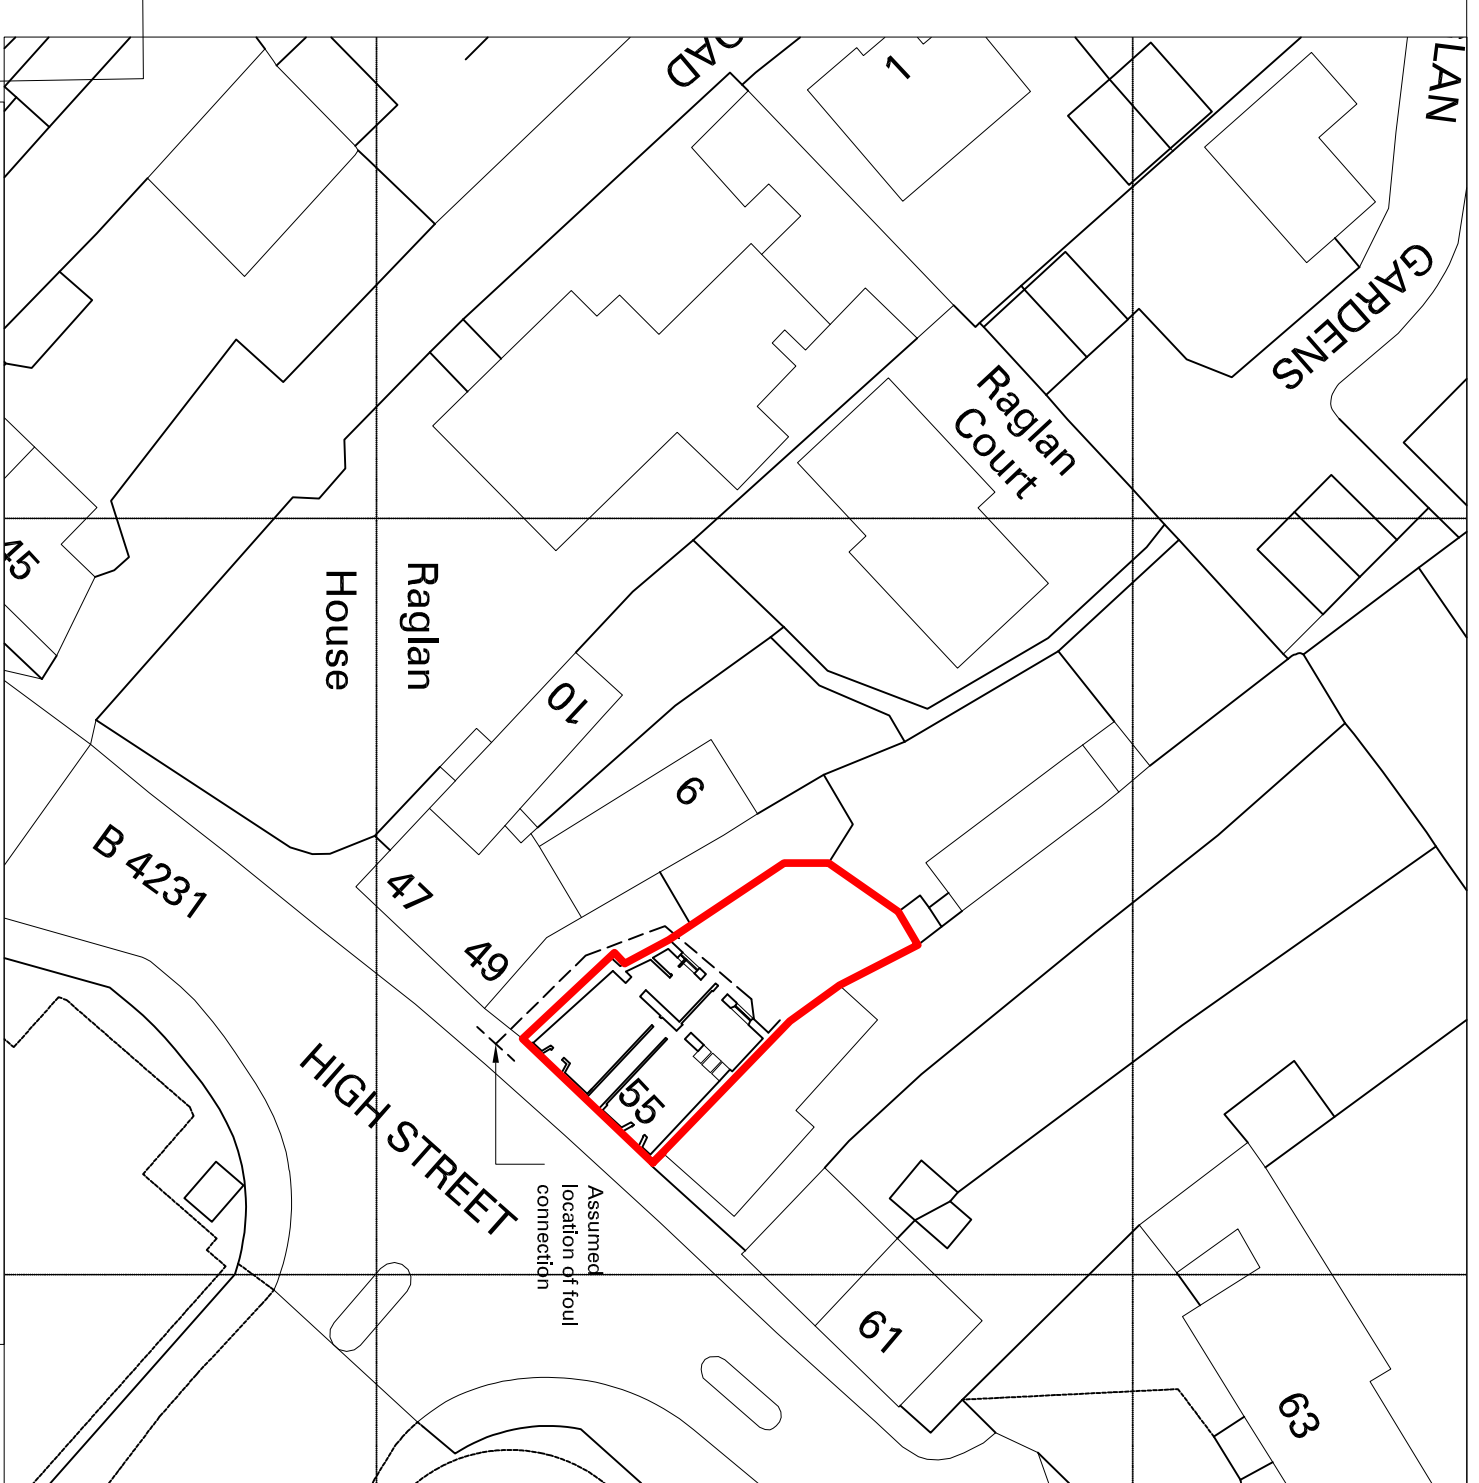 OAD
1
LAN
GARDENS
Raglan
Court
45
Raglan
House
10
6
B 4231
47
49
HIGH STREET
55
Assumed
location of foul
connection
61
63